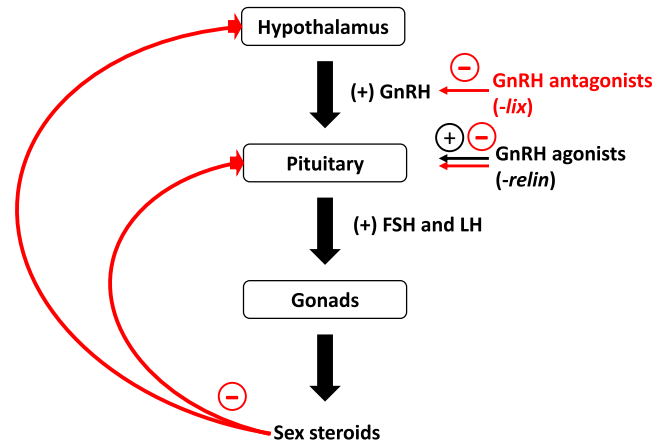 Hypothalamus
(+) GnRH
−
GnRH antagonists
(-lix)
+ −
GnRH agonists
(-relin)
Pituitary
(+) FSH and LH
Gonads
−
Sex steroids